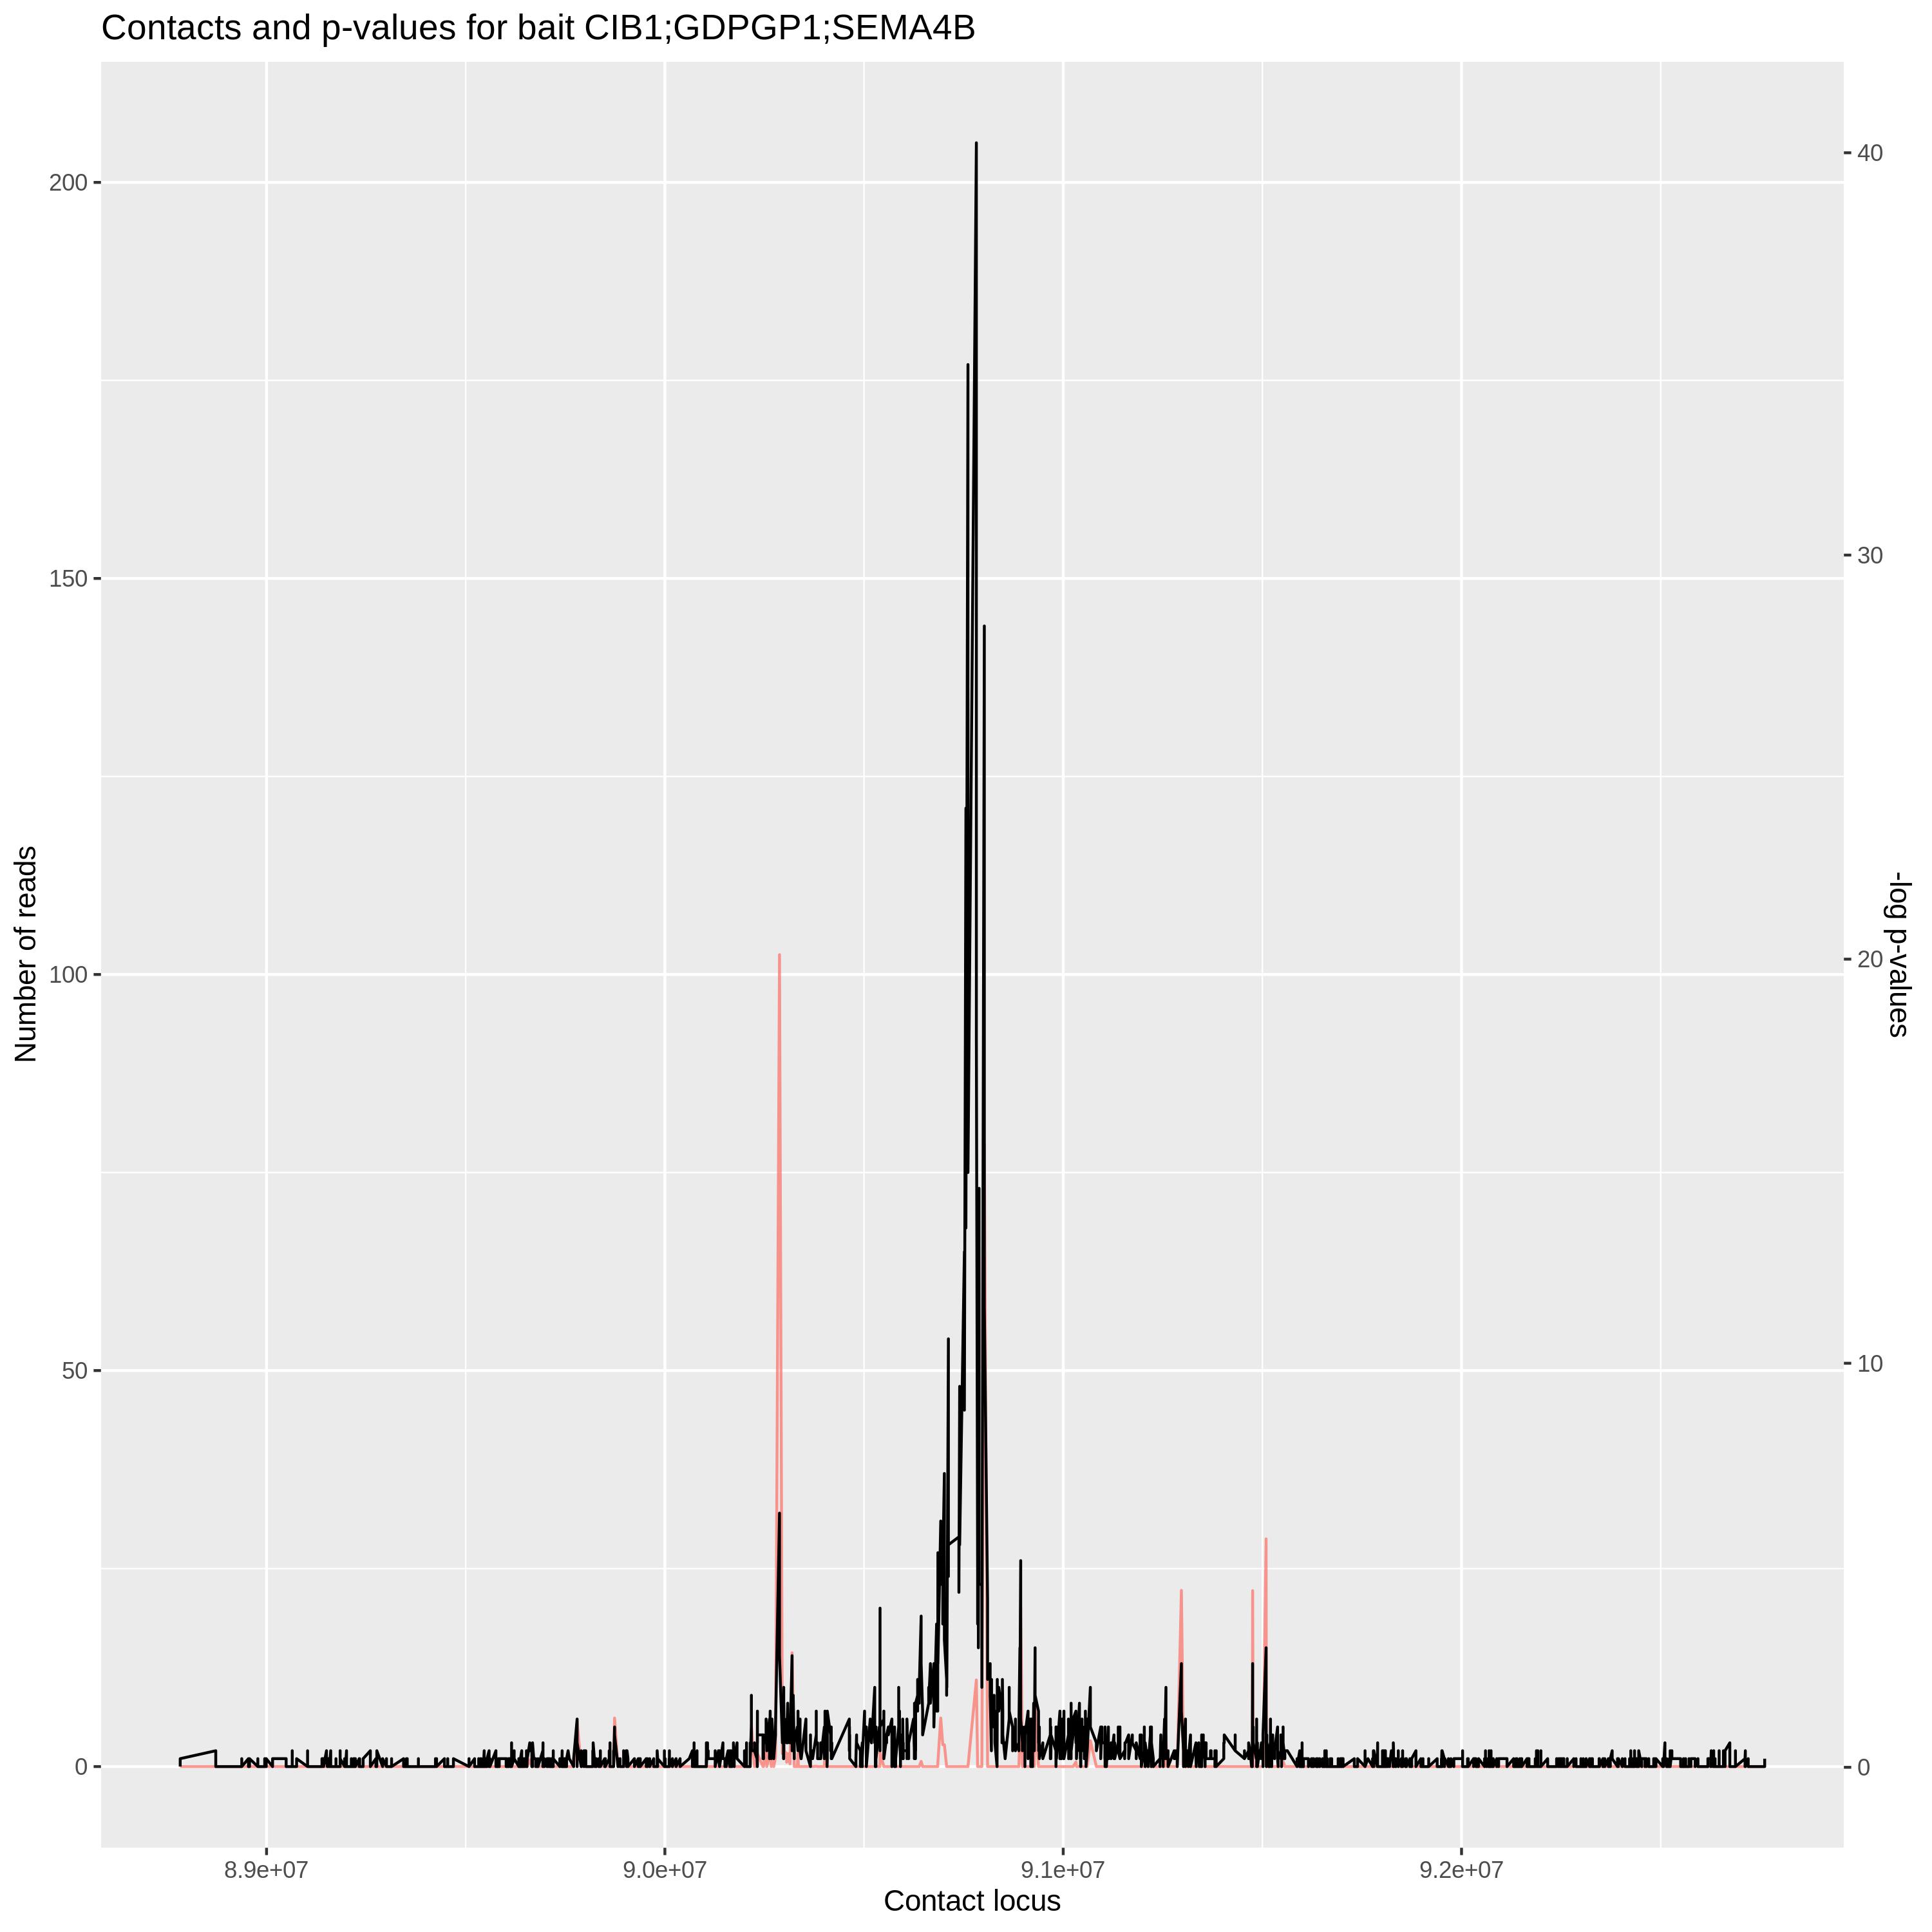 Contacts and p-values for bait CIB1;GDPGP1;SEMA4B
200
150
100
50
0
Number of reads
40
30
20
10
0
-log p-values
8.9e+07 9.0e+07 9.1e+07 9.2e+07
Contact locus